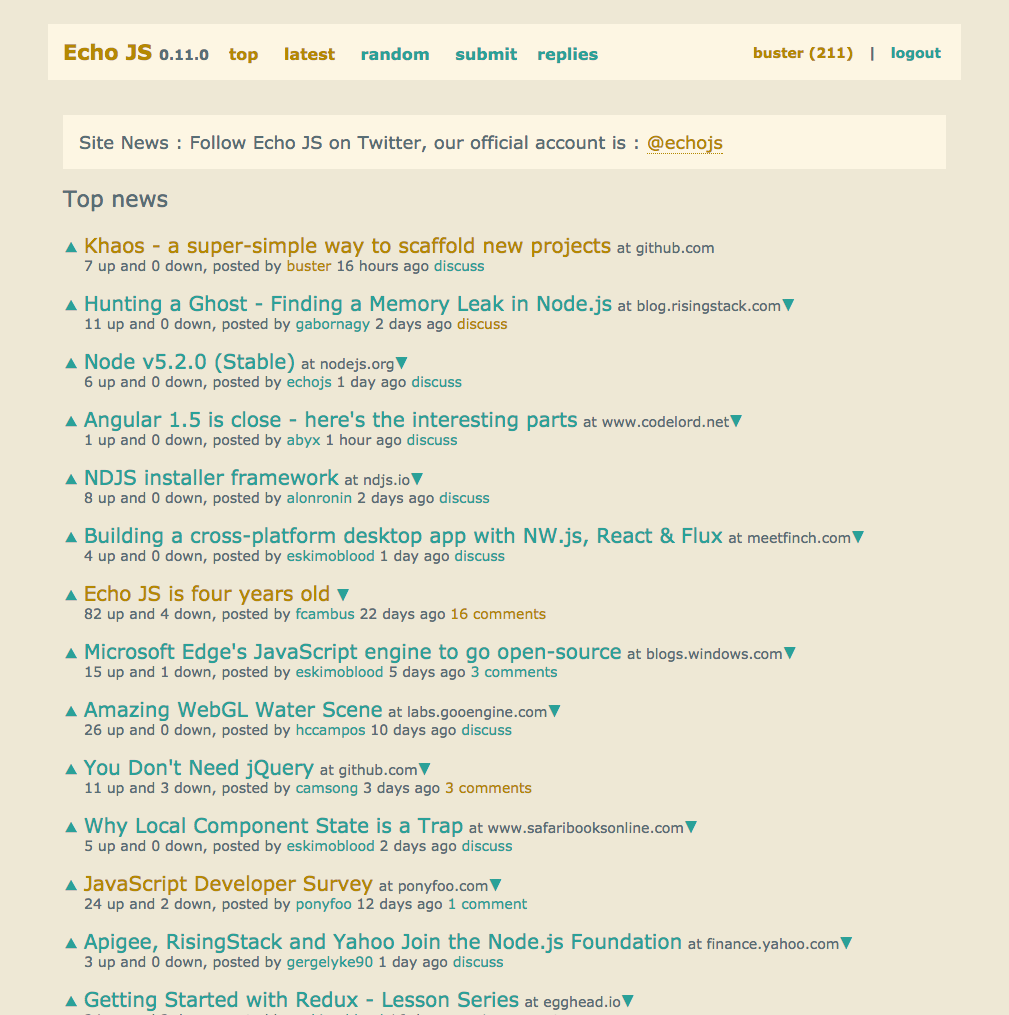 Echo JS 0.11.0 top latest random submit replies buster (211) | logout
Site News : Follow Echo JS on Twitter, our official account is : @echojs
Top news
▲ Khaos - a super-simple way to scaffold new projects at github.com
7 up and 0 down, posted by buster 16 hours ago discuss
▲ Hunting a Ghost - Finding a Memory Leak in Node.js at blog.risingstack.com▼
11 up and 0 down, posted by gabornagy 2 days ago discuss
▲ Node v5.2.0 (Stable) at nodejs.org▼
6 up and 0 down, posted by echojs 1 day ago discuss
▲ Angular 1.5 is close - here's the interesting parts at www.codelord.net▼
1 up and 0 down, posted by abyx 1 hour ago discuss
▲ NDJS installer framework at ndjs.io▼
8 up and 0 down, posted by alonronin 2 days ago discuss
▲ Building a cross-platform desktop app with NW.js, React & Flux at meetfinch.com▼
4 up and 0 down, posted by eskimoblood 1 day ago discuss
▲ Echo JS is four years old ▼
82 up and 4 down, posted by fcambus 22 days ago 16 comments
▲ Microsoft Edge's JavaScript engine to go open-source at blogs.windows.com▼
15 up and 1 down, posted by eskimoblood 5 days ago 3 comments
▲ Amazing WebGL Water Scene at labs.gooengine.com▼
26 up and 0 down, posted by hccampos 10 days ago discuss
▲ You Don't Need jQuery at github.com▼
11 up and 3 down, posted by camsong 3 days ago 3 comments
▲ Why Local Component State is a Trap at www.safaribooksonline.com▼
5 up and 0 down, posted by eskimoblood 2 days ago discuss
▲ JavaScript Developer Survey at ponyfoo.com▼
24 up and 2 down, posted by ponyfoo 12 days ago 1 comment
▲ Apigee, RisingStack and Yahoo Join the Node.js Foundation at finance.yahoo.com▼
3 up and 0 down, posted by gergelyke90 1 day ago discuss
▲ Getting Started with Redux - Lesson Series at egghead.io▼